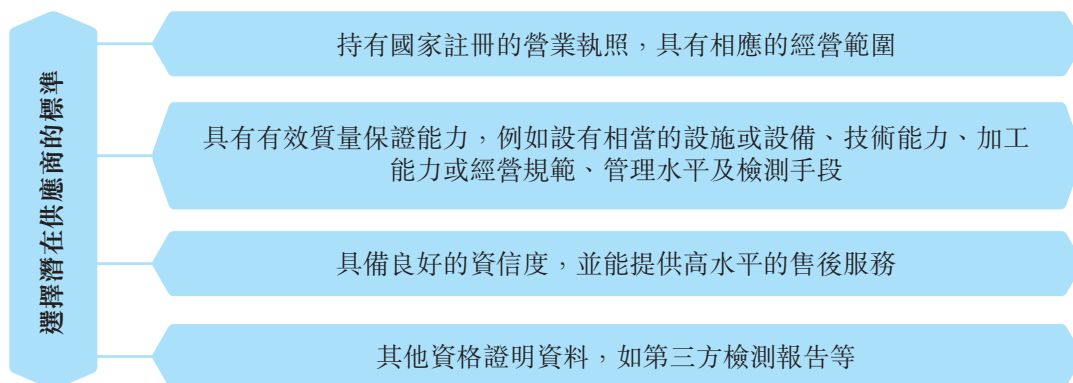 選擇潛在供應商的標準
持有國家註冊的營業執照，具有相應的經營範圍
具有有效質量保證能力，例如設有相當的設施或設備、技術能力、加工
能力或經營規範、管理水平及檢測手段
具備良好的資信度，並能提供高水平的售後服務
其他資格證明資料，如第三方檢測報告等